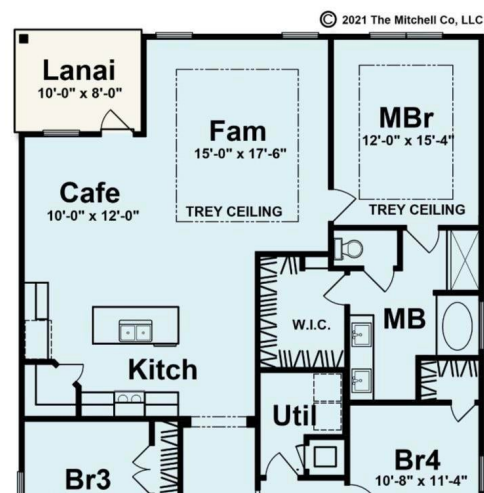 © 2021 The Mitchell Co, LLC
Lanai
10'-0" x 8'-0"
Fam
15'-0" x 17'-6"
TREY CEILING
MBr
12'-0" x 15'-4"
TREY CEILING
Cafe
10'-0" x 12'-0"
W.I.C.
MB
Kitch
Util
Br3
Br4
10'-8" x 11'-4"